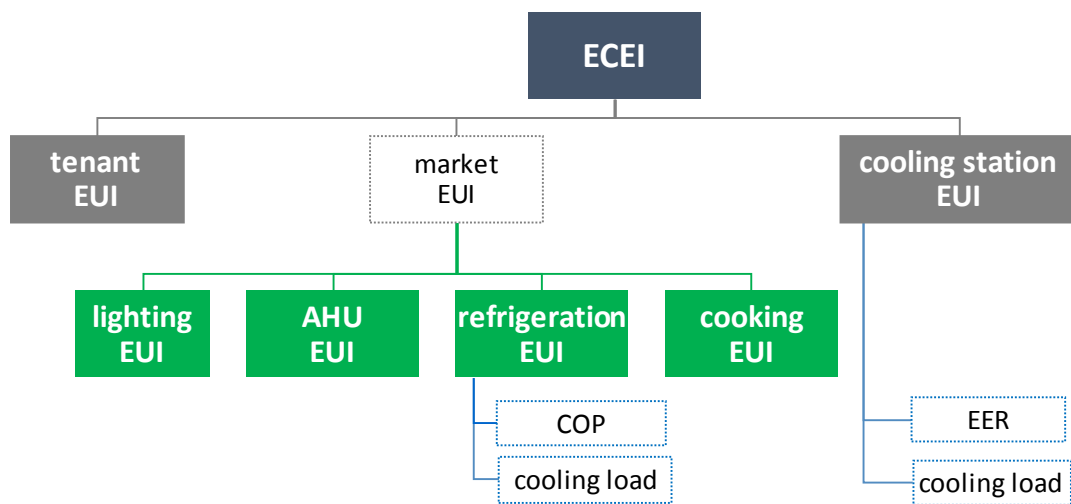 ECEI
tenant
EUI
market
EUI
cooling station
EUI
lighting
EUI
AHU
EUI
refrigeration
EUI
cooking
EUI
COP
cooling load
EER
cooling load